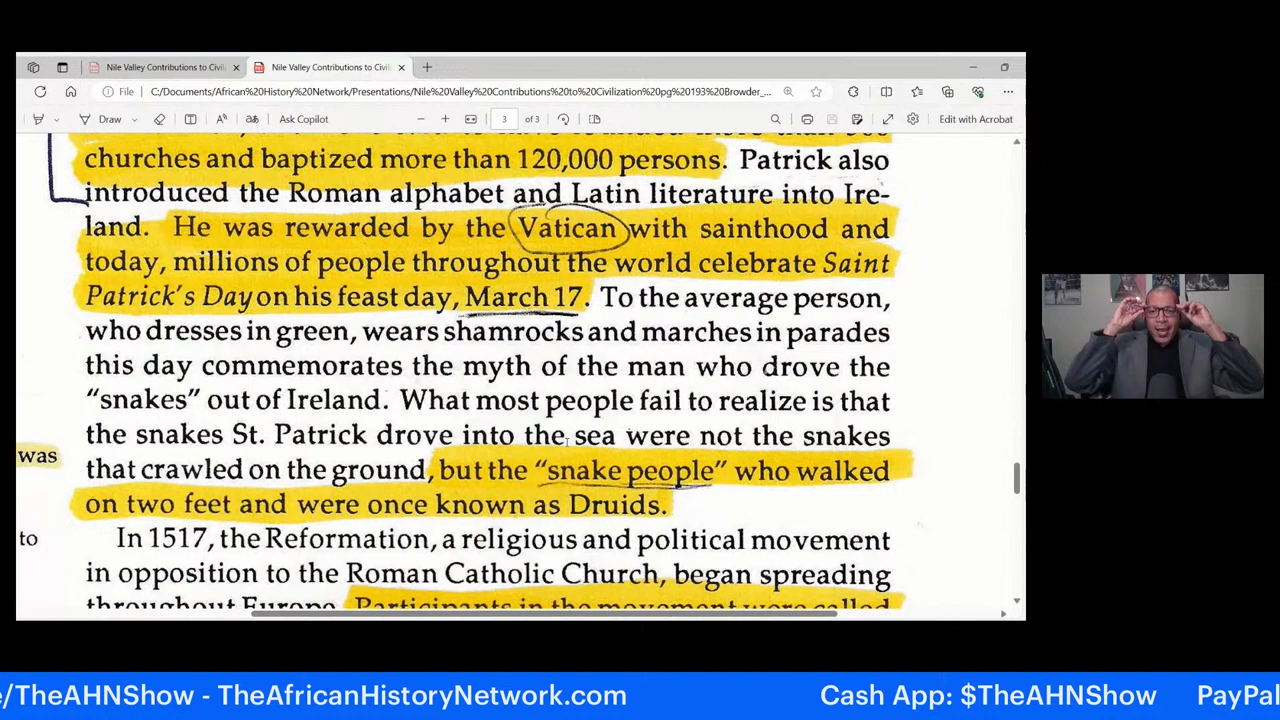 Nile Valley Contributions to Civili
Nile Valley Contributions to Civili
File C:/Documents/African%20History%20Network/Presentations/Nile%20Valley%20Contributions%20to%20Civilization%20pg%20193%20Browder_...
Draw Ask Copilot 3 of 3 Edit with Acrobat
churches and baptized more than 120,000 persons. Patrick also
introduced the Roman alphabet and Latin literature into Ire-
land. He was rewarded by the Vatican with sainthood and
today, millions of people throughout the world celebrate Saint
Patrick's Day on his feast day, March 17. To the average person,
who dresses in green, wears shamrocks and marches in parades
this day commemorates the myth of the man who drove the
"snakes" out of Ireland. What most people fail to realize is that
the snakes St. Patrick drove into the sea were not the snakes
was
that crawled on the ground, but the "snake people" who walked
on two feet and were once known as Druids.
to
In 1517, the Reformation, a religious and political movement
in opposition to the Roman Catholic Church, began spreading
throughout Europe. Participants in the movement were called
e/TheAHNShow - TheAfricanHistoryNetwork.com Cash App: $TheAHNShow PayPal